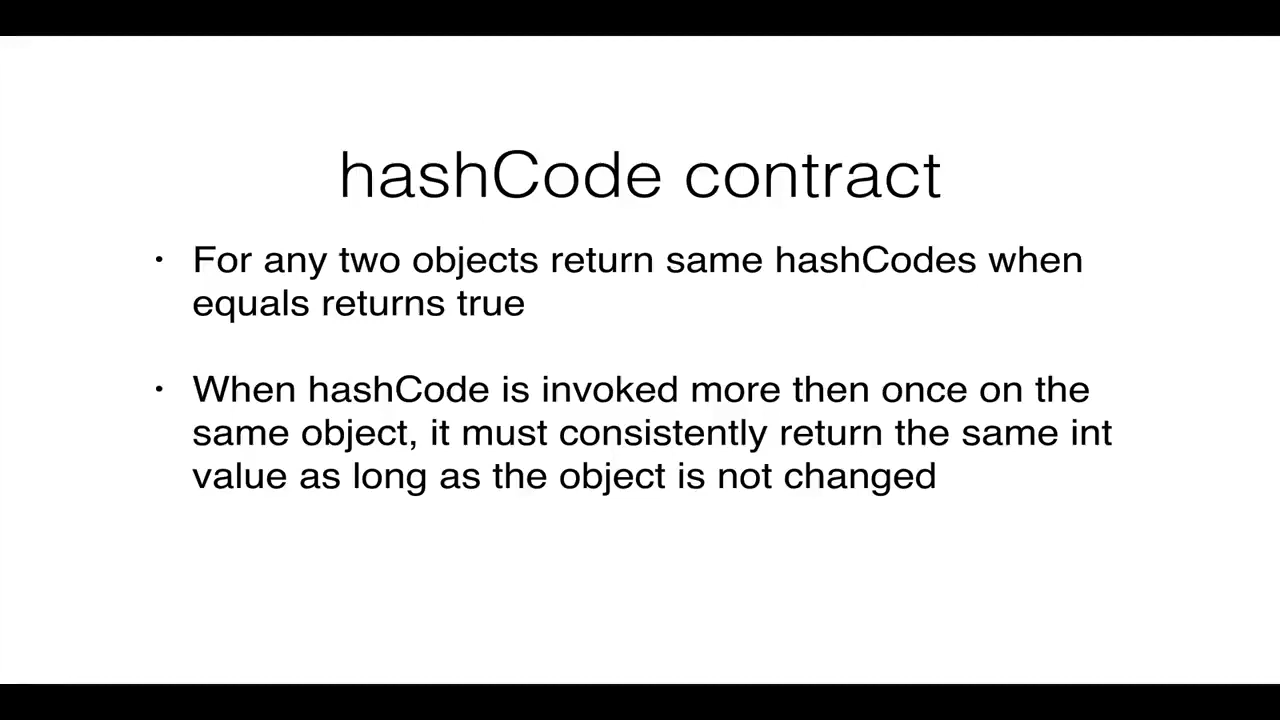 hashCode contract
• For any two objects return same hashCodes when
equals returns true
• When hashCode is invoked more then once on the
same object, it must consistently return the same int
value as long as the object is not changed